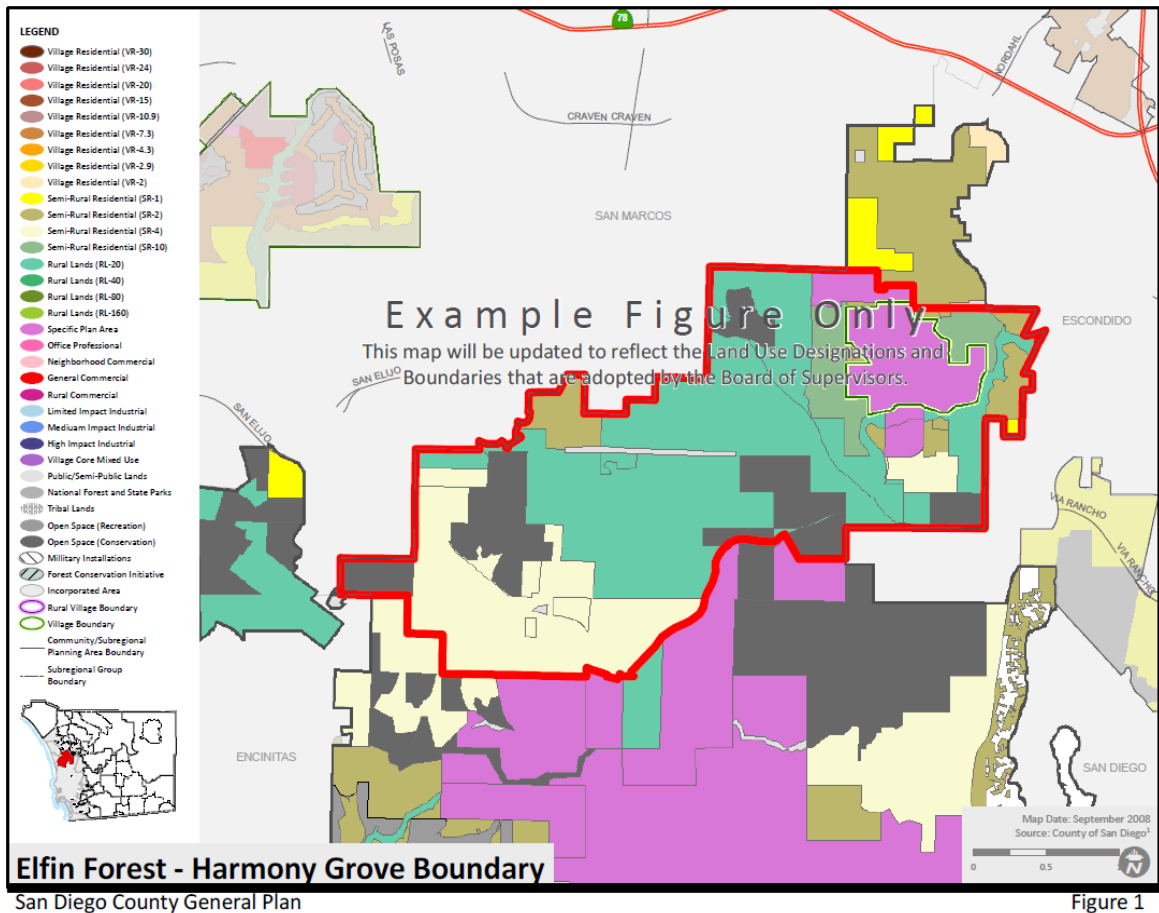 LEGEND
Village Residential (VR-30)
Village Residential (VR-24)
Village Residential (VR-20)
Village Residential (VR-15)
Village Residential (VR-10.9)
Village Residential (VR-7.3)
Village Residential (VR-4.3)
Village Residential (VR-2.9)
Village Residential (VR-2)
Semi-Rural Residential (SR-1)
Semi-Rural Residential (SR-2)
Semi-Rural Residential (SR-4)
Semi-Rural Residential (SR-10)
Rural Lands (RL-20)
Rural Lands (RL-40)
Rural Lands (RL-80)
Rural Lands (RL-160)
Specific Plan Area
Office Professional
Neighborhood Commercial
General Commercial
Rural Commercial
Limited Impact Industrial
Mediuam Impact Industrial
High Impact Industrial
Village Core Mixed Use
Public/Semi-Public Lands
National Forest and State Parks
Tribal Lands
Open Space (Recreation)
Open Space (Conservation)
Millitary Installations
Forest Conservation Initiative
Incorporated Area
Rural Village Boundary
Village Boundary
Community/Subregional
Planning Area Boundary
Subregional Group
Boundary
78
LAS POSAS
NORDAHL
CRAVEN CRAVEN
SAN MARCOS
Example Figure Only
ESCONDIDO
This map will be updated to reflect the Land Use Designations and
Boundaries that are adopted by the Board of Supervisors.
SAN ELIJO
SAN ELIJO
VIA RANCHO
VIA RANCHO
ENCINITAS
SAN DIEGO
Map Date: September 2008
Source: County of San Diego¹
0 0.5 1
N
Elfin Forest - Harmony Grove Boundary
San Diego County General Plan
Figure 1